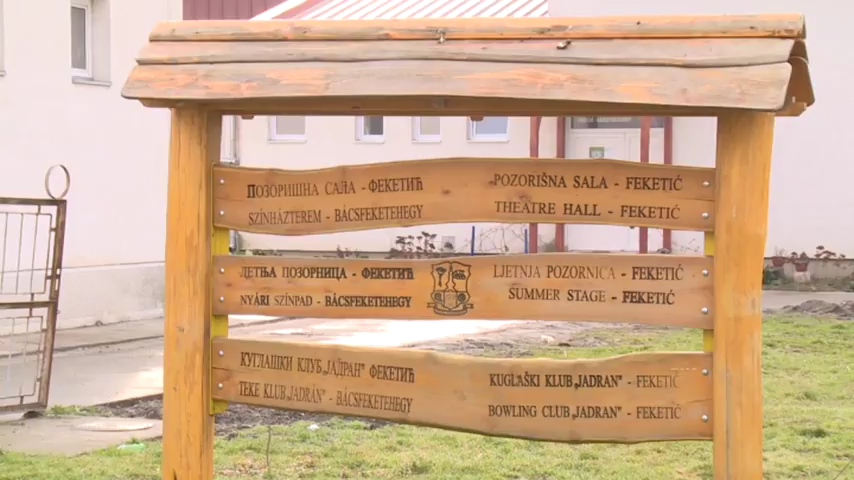 ПОЗОРИШНА САЛА - ФЕКЕТИЋ
SZÍNHÁZTEREM - BÁCSFEKETEHEGY
POZORIŠNA SALA - FEKETIĆ
THEATRE HALL - FEKETIĆ
ЛЕТЊА ПОЗОРНИЦА - ФЕКЕТИЋ
NYÁRI SZÍNPAD - BÁCSFEKETEHEGY
LJETNJA POZORNICA - FEKETIĆ
SUMMER STAGE - FEKETIĆ
КУГЛАШКИ КЛУБ „ЈАДРАН” ФЕКЕТИЋ
TEKE KLUB „JADRÁN” - BÁCSFEKETEHEGY
KUGLAŠKI KLUB „JADRAN” - FEKETIĆ
BOWLING CLUB „JADRAN” - FEKETIĆ